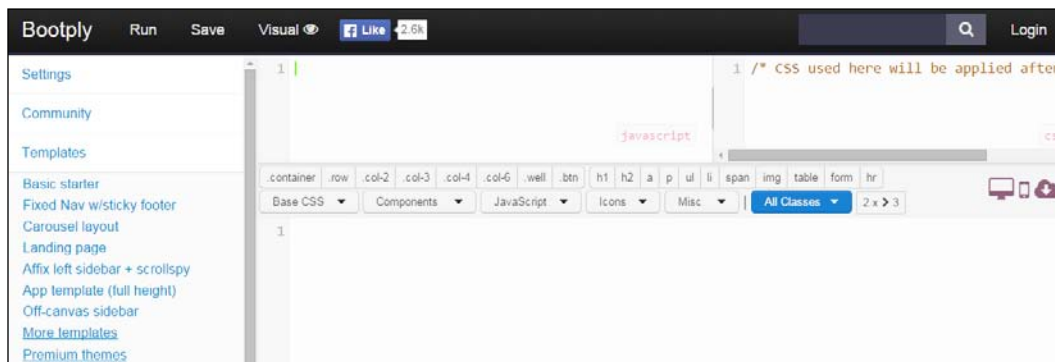 Bootply Run Save Visual Like 2.6k Login
Settings
Community
Templates
Basic starter
Fixed Nav w/sticky footer
Carousel layout
Landing page
Affix left sidebar + scrollspy
App template (full height)
Off-canvas sidebar
More templates
Premium themes
1
javascript
1 /* CSS used here will be applied after
cs
.container .row .col-2 .col-3 .col-4 .col-6 .well .btn h1 h2 a p ul li span img table form hr
Base CSS Components JavaScript Icons Misc | All Classes 2 x > 3
1